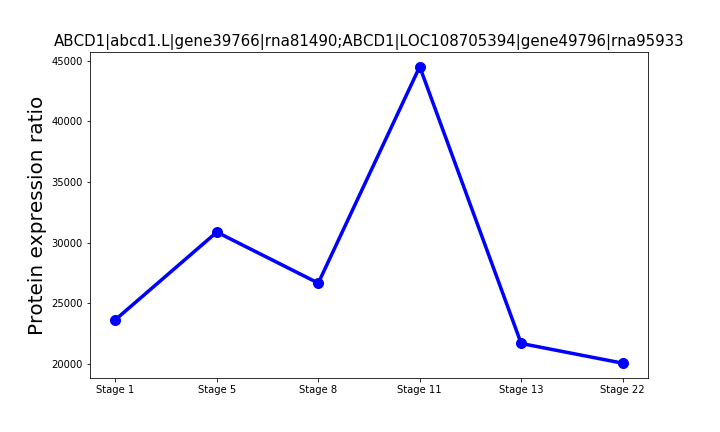 ABCD1|abcd1.L|gene39766|rna81490;ABCD1|LOC108705394|gene49796|rna95933
Protein expression ratio
45000
40000
35000
30000
25000
20000
Stage 1 Stage 5 Stage 8 Stage 11 Stage 13 Stage 22